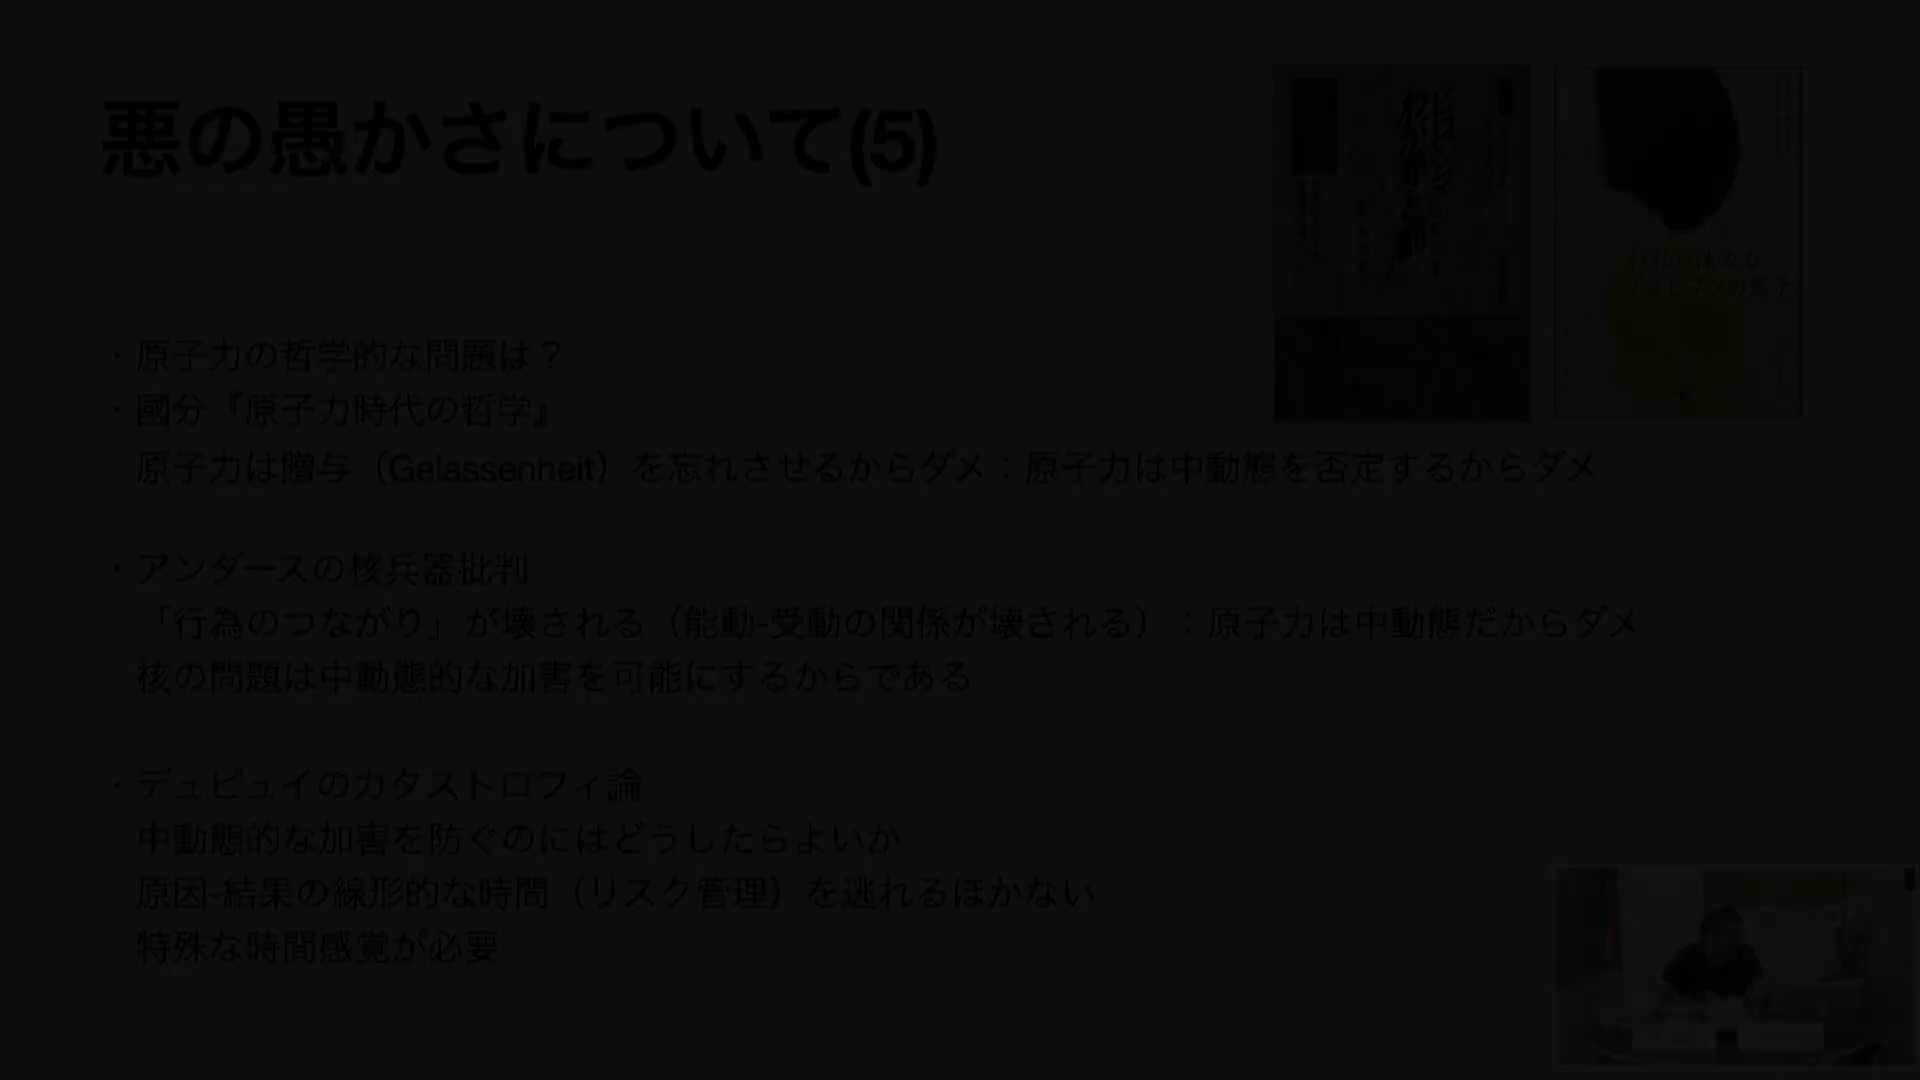 悪の愚かさについて(5)
・原子力の哲学的な問題は？
・國分『原子力時代の哲学』
原子力は贈与（Gelassenheit）を忘れさせるからダメ：原子力は中動態を否定するからダメ
・アンダースの核兵器批判
「行為のつながり」が壊される（能動-受動の関係が壊される）：原子力は中動態だからダメ
核の問題は中動態的な加害を可能にするからである
・デュピュイのカタストロフィ論
中動態的な加害を防ぐのにはどうしたらよいか
原因-結果の線形的な時間（リスク管理）を逃れるほかない
特殊な時間感覚が必要